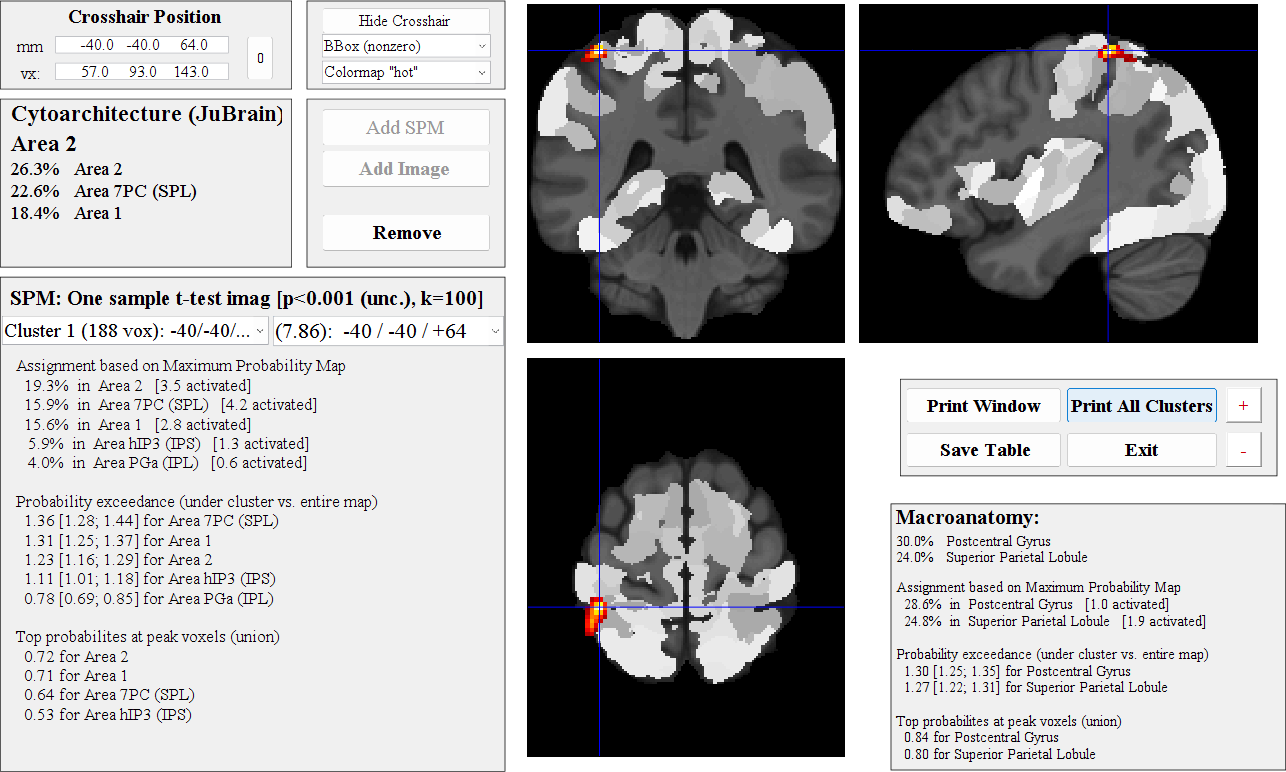 Crosshair Position
mm -40.0 -40.0 64.0
vx: 57.0 93.0 143.0
0
Hide Crosshair
BBox (nonzero)
Colormap "hot"
Cytoarchitecture (JuBrain)
Area 2
26.3% Area 2
22.6% Area 7PC (SPL)
18.4% Area 1
Add SPM
Add Image
Remove
SPM: One sample t-test imag [p<0.001 (unc.), k=100]
Cluster 1 (188 vox): -40/-40/... (7.86): -40 / -40 / +64
Assignment based on Maximum Probability Map
19.3% in Area 2 [3.5 activated]
15.9% in Area 7PC (SPL) [4.2 activated]
15.6% in Area 1 [2.8 activated]
5.9% in Area hIP3 (IPS) [1.3 activated]
4.0% in Area PGa (IPL) [0.6 activated]
Probability exceedance (under cluster vs. entire map)
1.36 [1.28; 1.44] for Area 7PC (SPL)
1.31 [1.25; 1.37] for Area 1
1.23 [1.16; 1.29] for Area 2
1.11 [1.01; 1.18] for Area hIP3 (IPS)
0.78 [0.69; 0.85] for Area PGa (IPL)
Top probabilites at peak voxels (union)
0.72 for Area 2
0.71 for Area 1
0.64 for Area 7PC (SPL)
0.53 for Area hIP3 (IPS)
Print Window Print All Clusters +
Save Table Exit -
Macroanatomy:
30.0% Postcentral Gyrus
24.0% Superior Parietal Lobule
Assignment based on Maximum Probability Map
28.6% in Postcentral Gyrus [1.0 activated]
24.8% in Superior Parietal Lobule [1.9 activated]
Probability exceedance (under cluster vs. entire map)
1.30 [1.25; 1.35] for Postcentral Gyrus
1.27 [1.22; 1.31] for Superior Parietal Lobule
Top probabilites at peak voxels (union)
0.84 for Postcentral Gyrus
0.80 for Superior Parietal Lobule